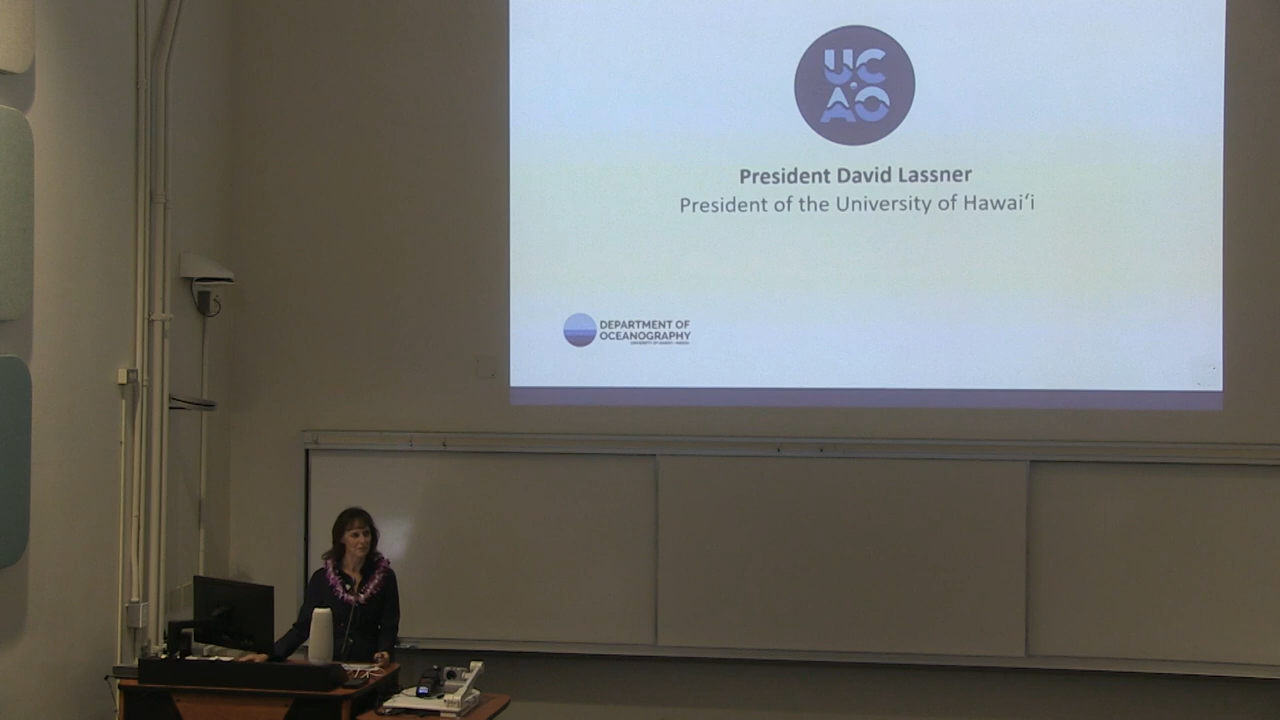 UC
AO
President David Lassner
President of the University of Hawaiʻi
DEPARTMENT OF
OCEANOGRAPHY